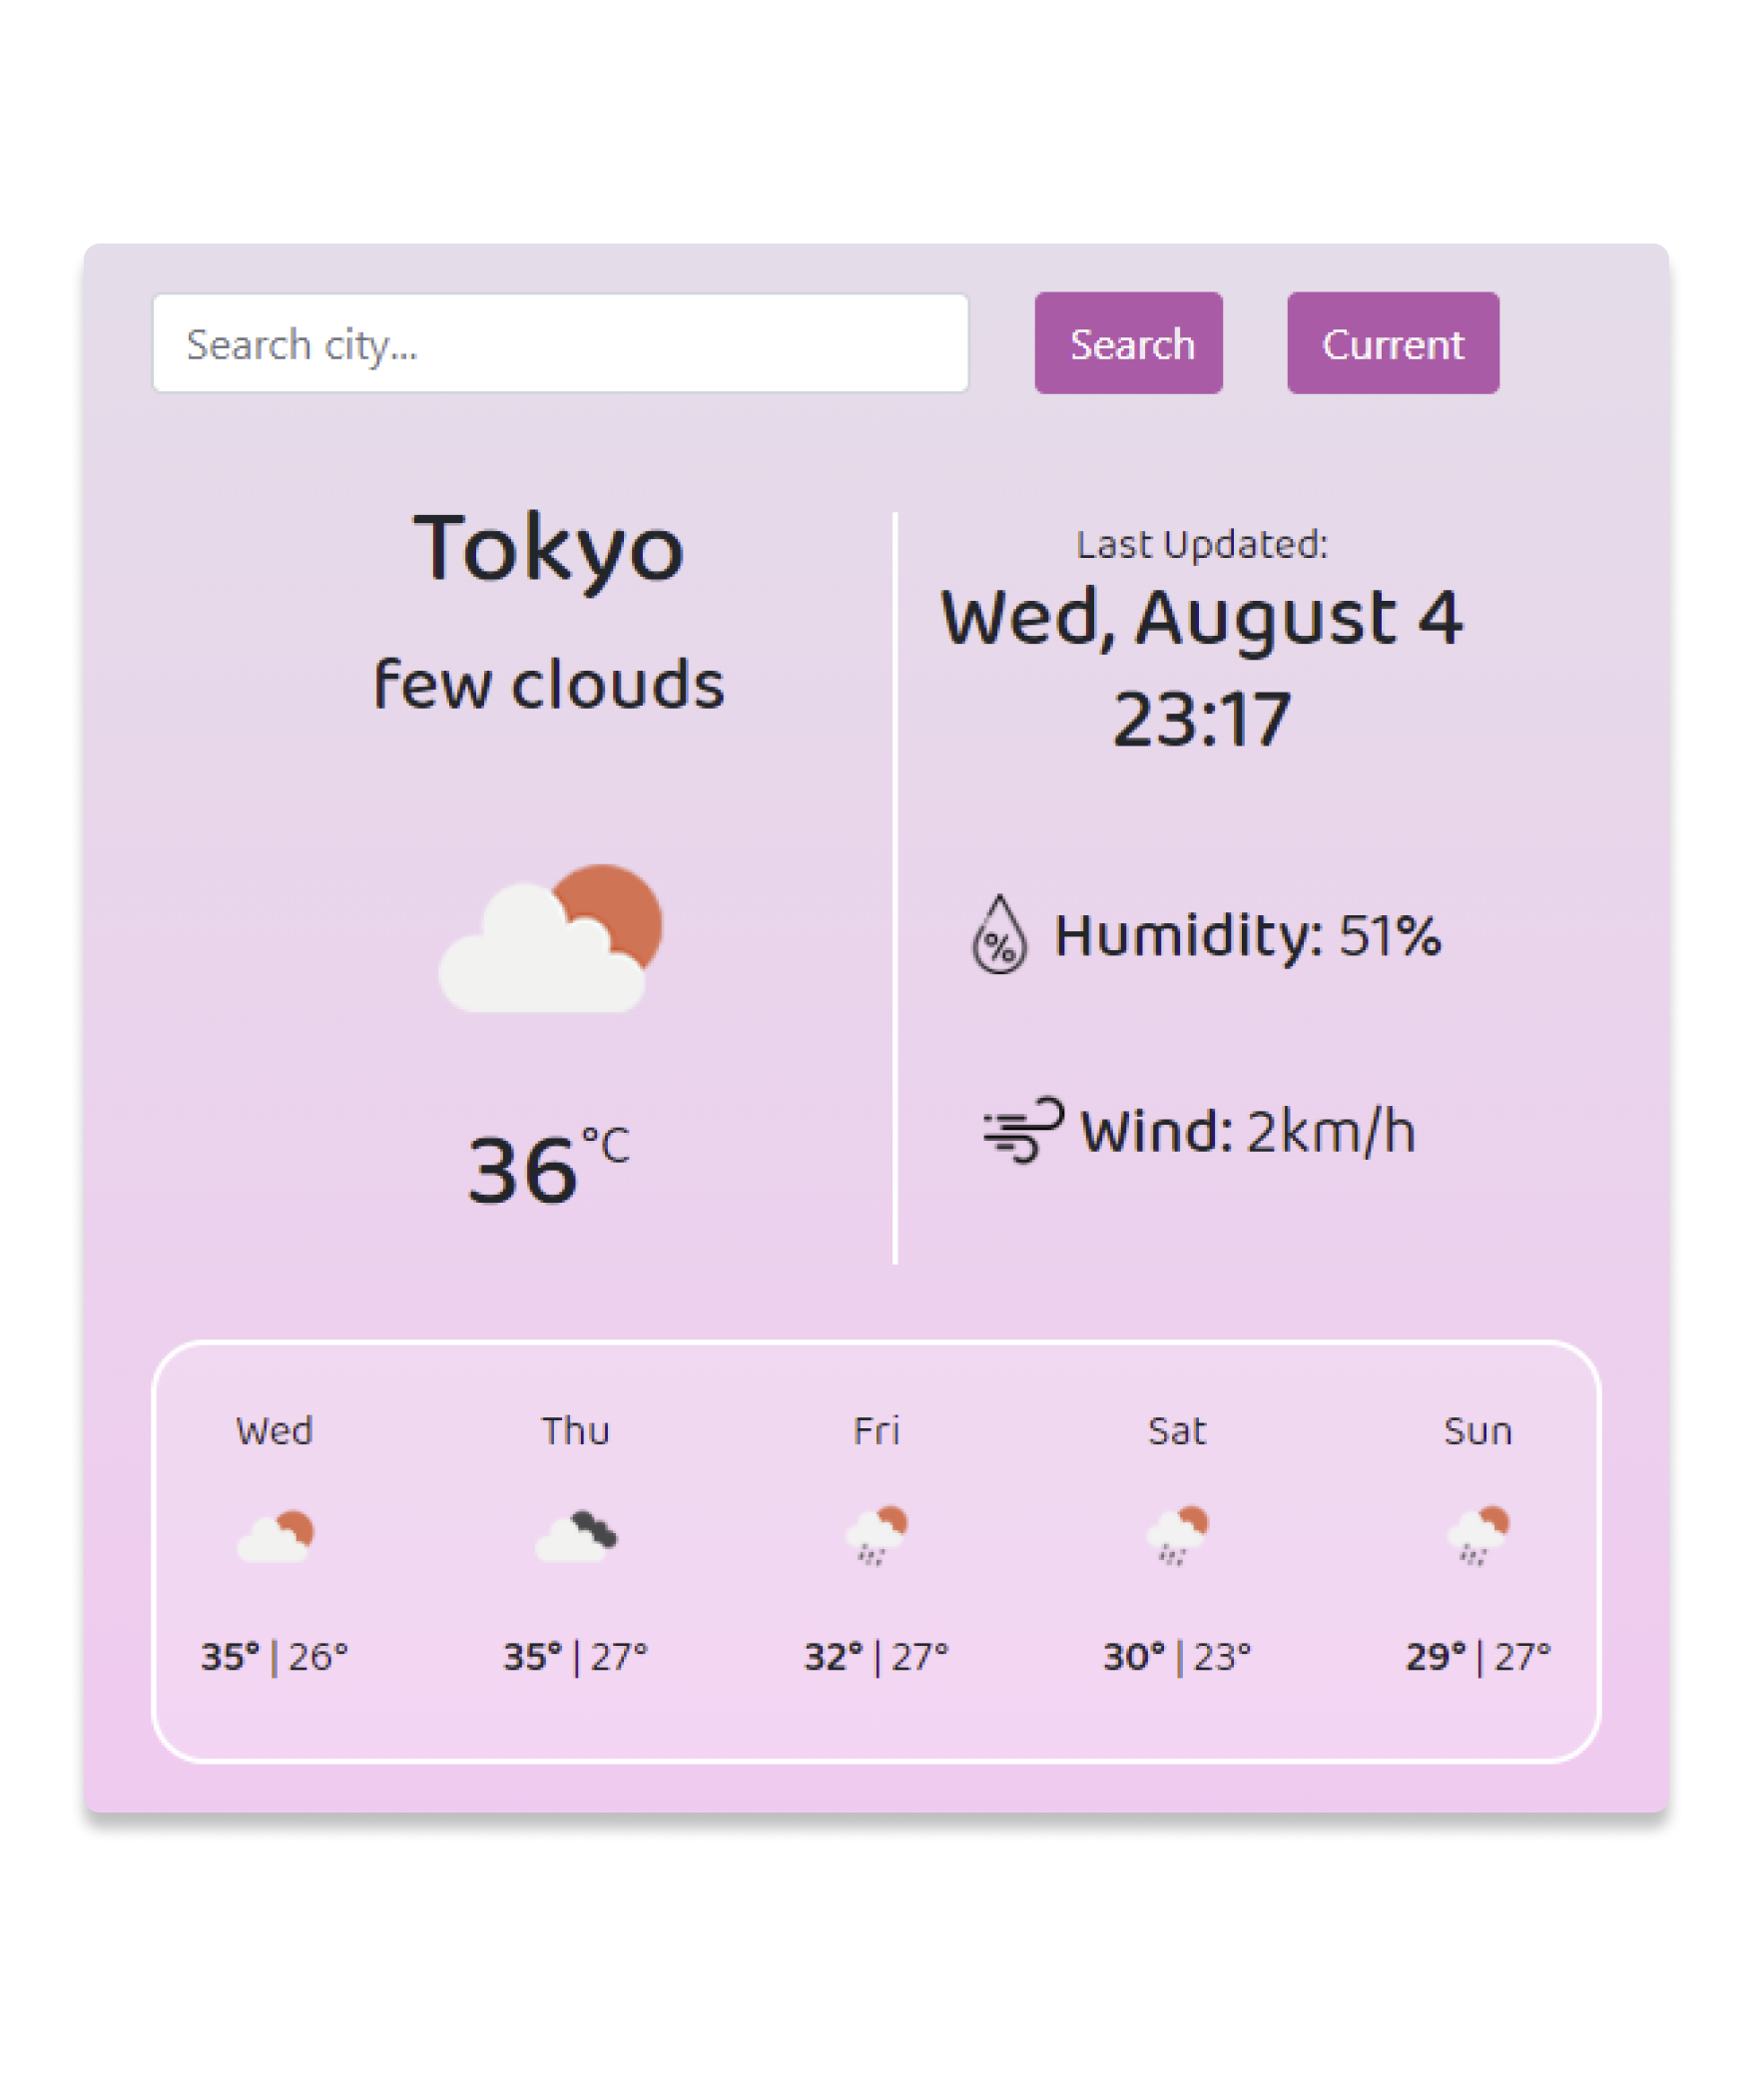 Search city...
Search
Current
Tokyo
few clouds
36°C
Last Updated:
Wed, August 4
23:17
% Humidity: 51%
Wind: 2km/h
Wed
Thu
Fri
Sat
Sun
35° | 26°
35° | 27°
32° | 27°
30° | 23°
29° | 27°